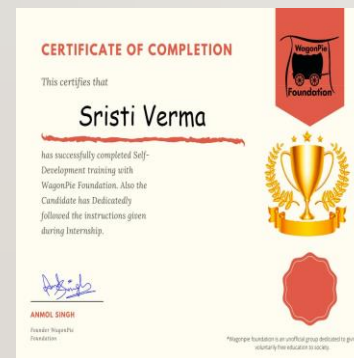 CERTIFICATE OF COMPLETION
WagonPie
Foundation
This certifies that
Sristi Verma
has successfully completed Self-
Development training with
WagonPie Foundation. Also the
Candidate has Dedicatedly
followed the instructions given
during Internship.
ANMOL SINGH
Founder WagonPie
Foundation
*Wagonpie foundation is an unofficial group dedicated to give
voluntarily free education to society.